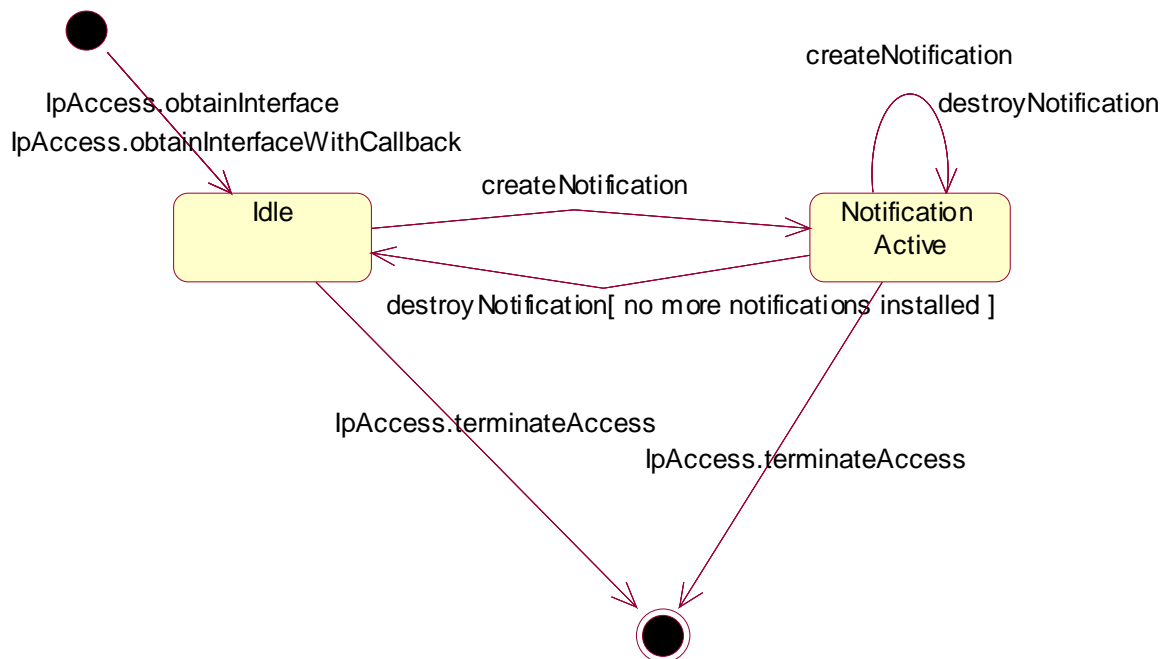 createNotification
IpAccess.obtainInterface
destroyNotification
IpAccess.obtainInterfaceWithCallback
createNotification
Idle
Notification
Active
destroyNotification[ no more notifications installed ]
IpAccess.terminateAccess
IpAccess.terminateAccess